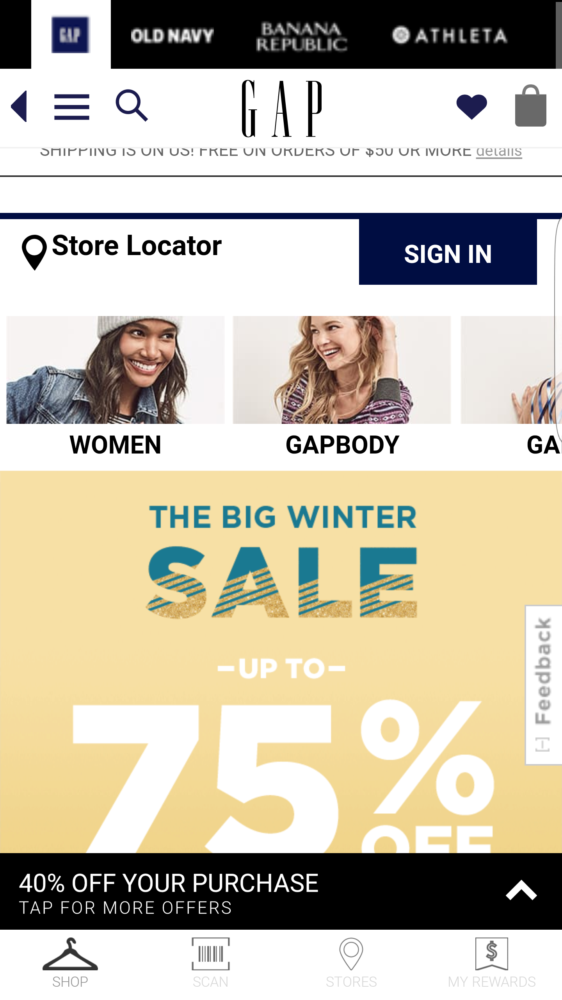 GAP
OLD NAVY
BANANA REPUBLIC
ATHLETA
GAP
SHIPPING IS ON US! FREE ON ORDERS OF $50 OR MORE details
Store Locator
SIGN IN
WOMEN
GAPBODY
GA
THE BIG WINTER
SALE
–UP TO–
75%
OFF
[-] Feedback
40% OFF YOUR PURCHASE
TAP FOR MORE OFFERS
SHOP
SCAN
STORES
$
MY REWARDS